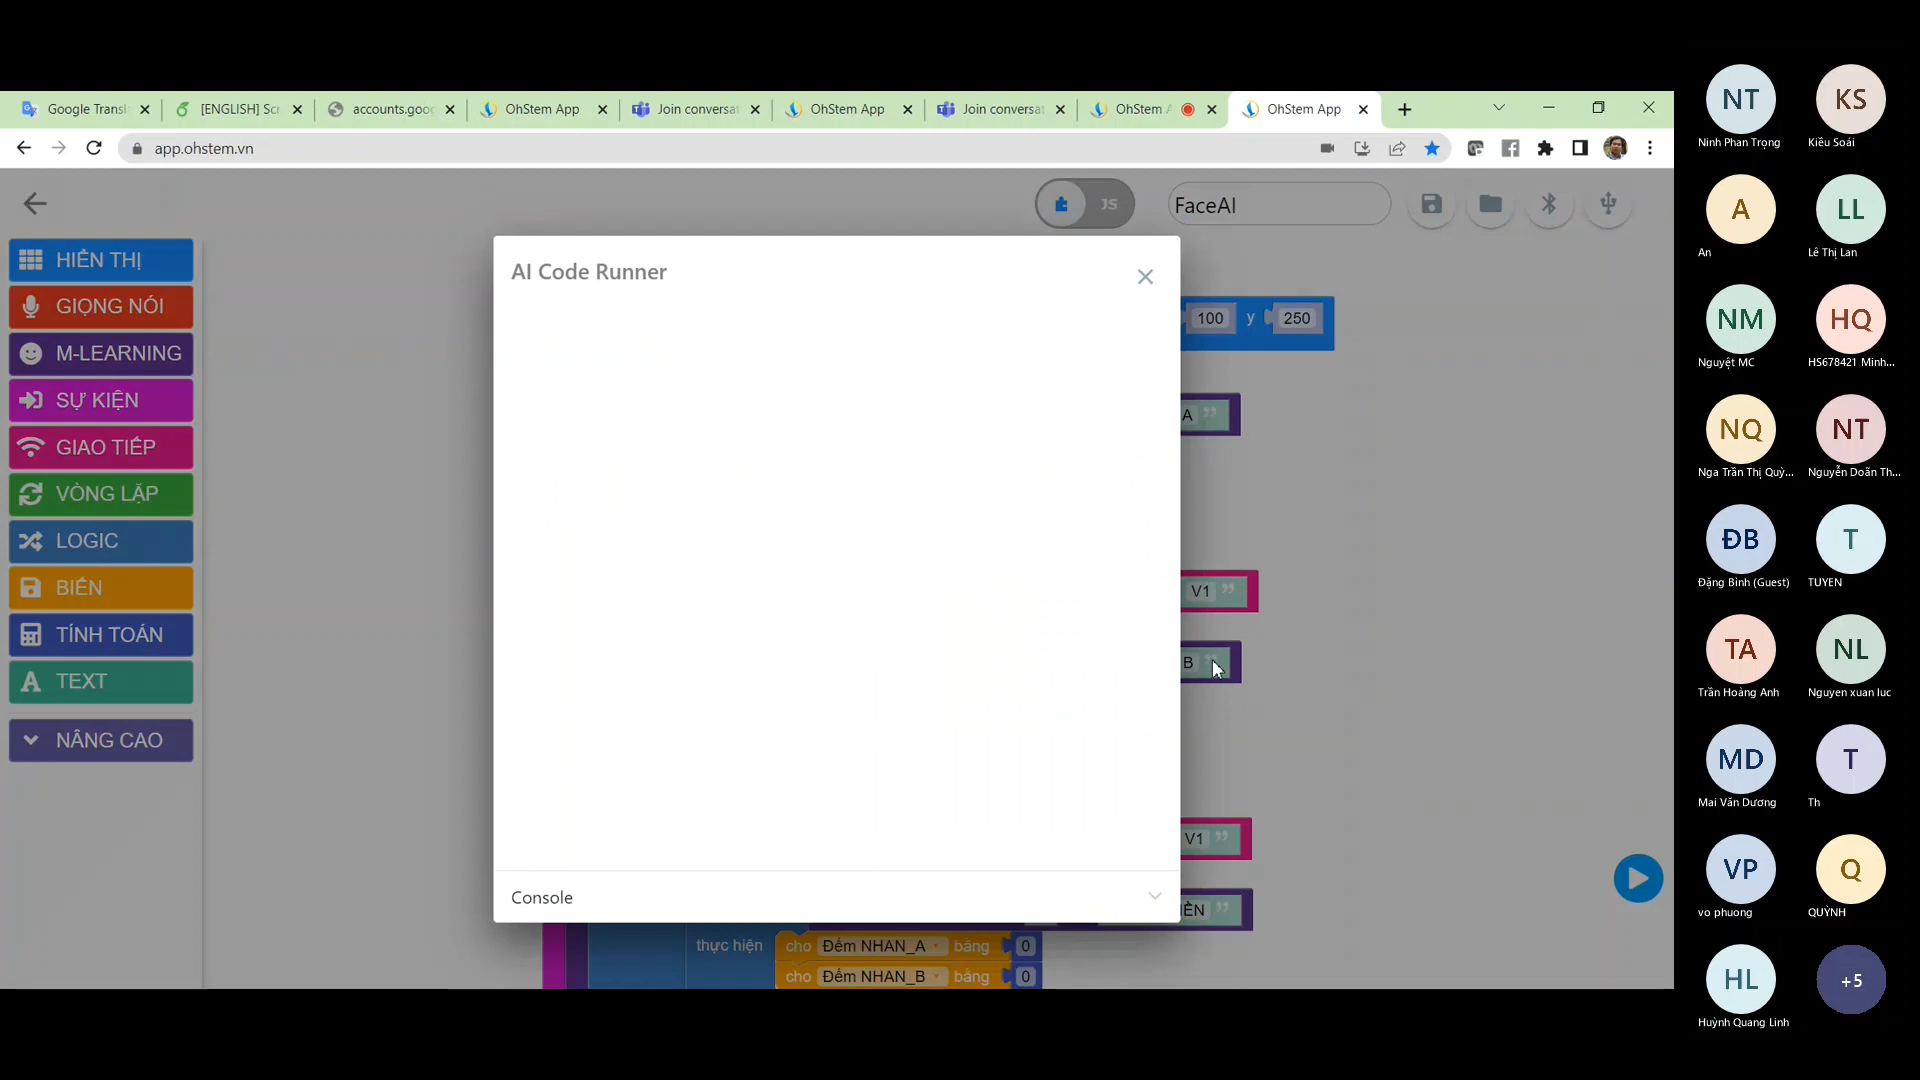 Google Transl
[ENGLISH] Scr
accounts.goog
OhStem App
Join conversat
OhStem App
Join conversat
OhStem A
OhStem App
app.ohstem.vn
JS
FaceAI
HIỂN THỊ
GIỌNG NÓI
M-LEARNING
SỰ KIỆN
GIAO TIẾP
VÒNG LẶP
LOGIC
BIẾN
TÍNH TOÁN
TEXT
NÂNG CAO
AI Code Runner
100 y 250
A ”
V1 ”
B ”
V1 ”
ỀN ”
Console
thực hiện cho Đếm NHAN_A bằng 0
cho Đếm NHAN_B bằng 0
NT KS
Ninh Phan Trọng Kiều Soái
A LL
An Lê Thị Lan
NM HQ
Nguyệt MC HS678421 Minh...
NQ NT
Nga Trần Thị Quỳ... Nguyễn Doãn Th...
ĐB T
Đặng Bình (Guest) TUYEN
TA NL
Trần Hoàng Anh Nguyen xuan luc
MD T
Mai Văn Dương Th
VP Q
vo phuong QUỲNH
HL +5
Huỳnh Quang Linh